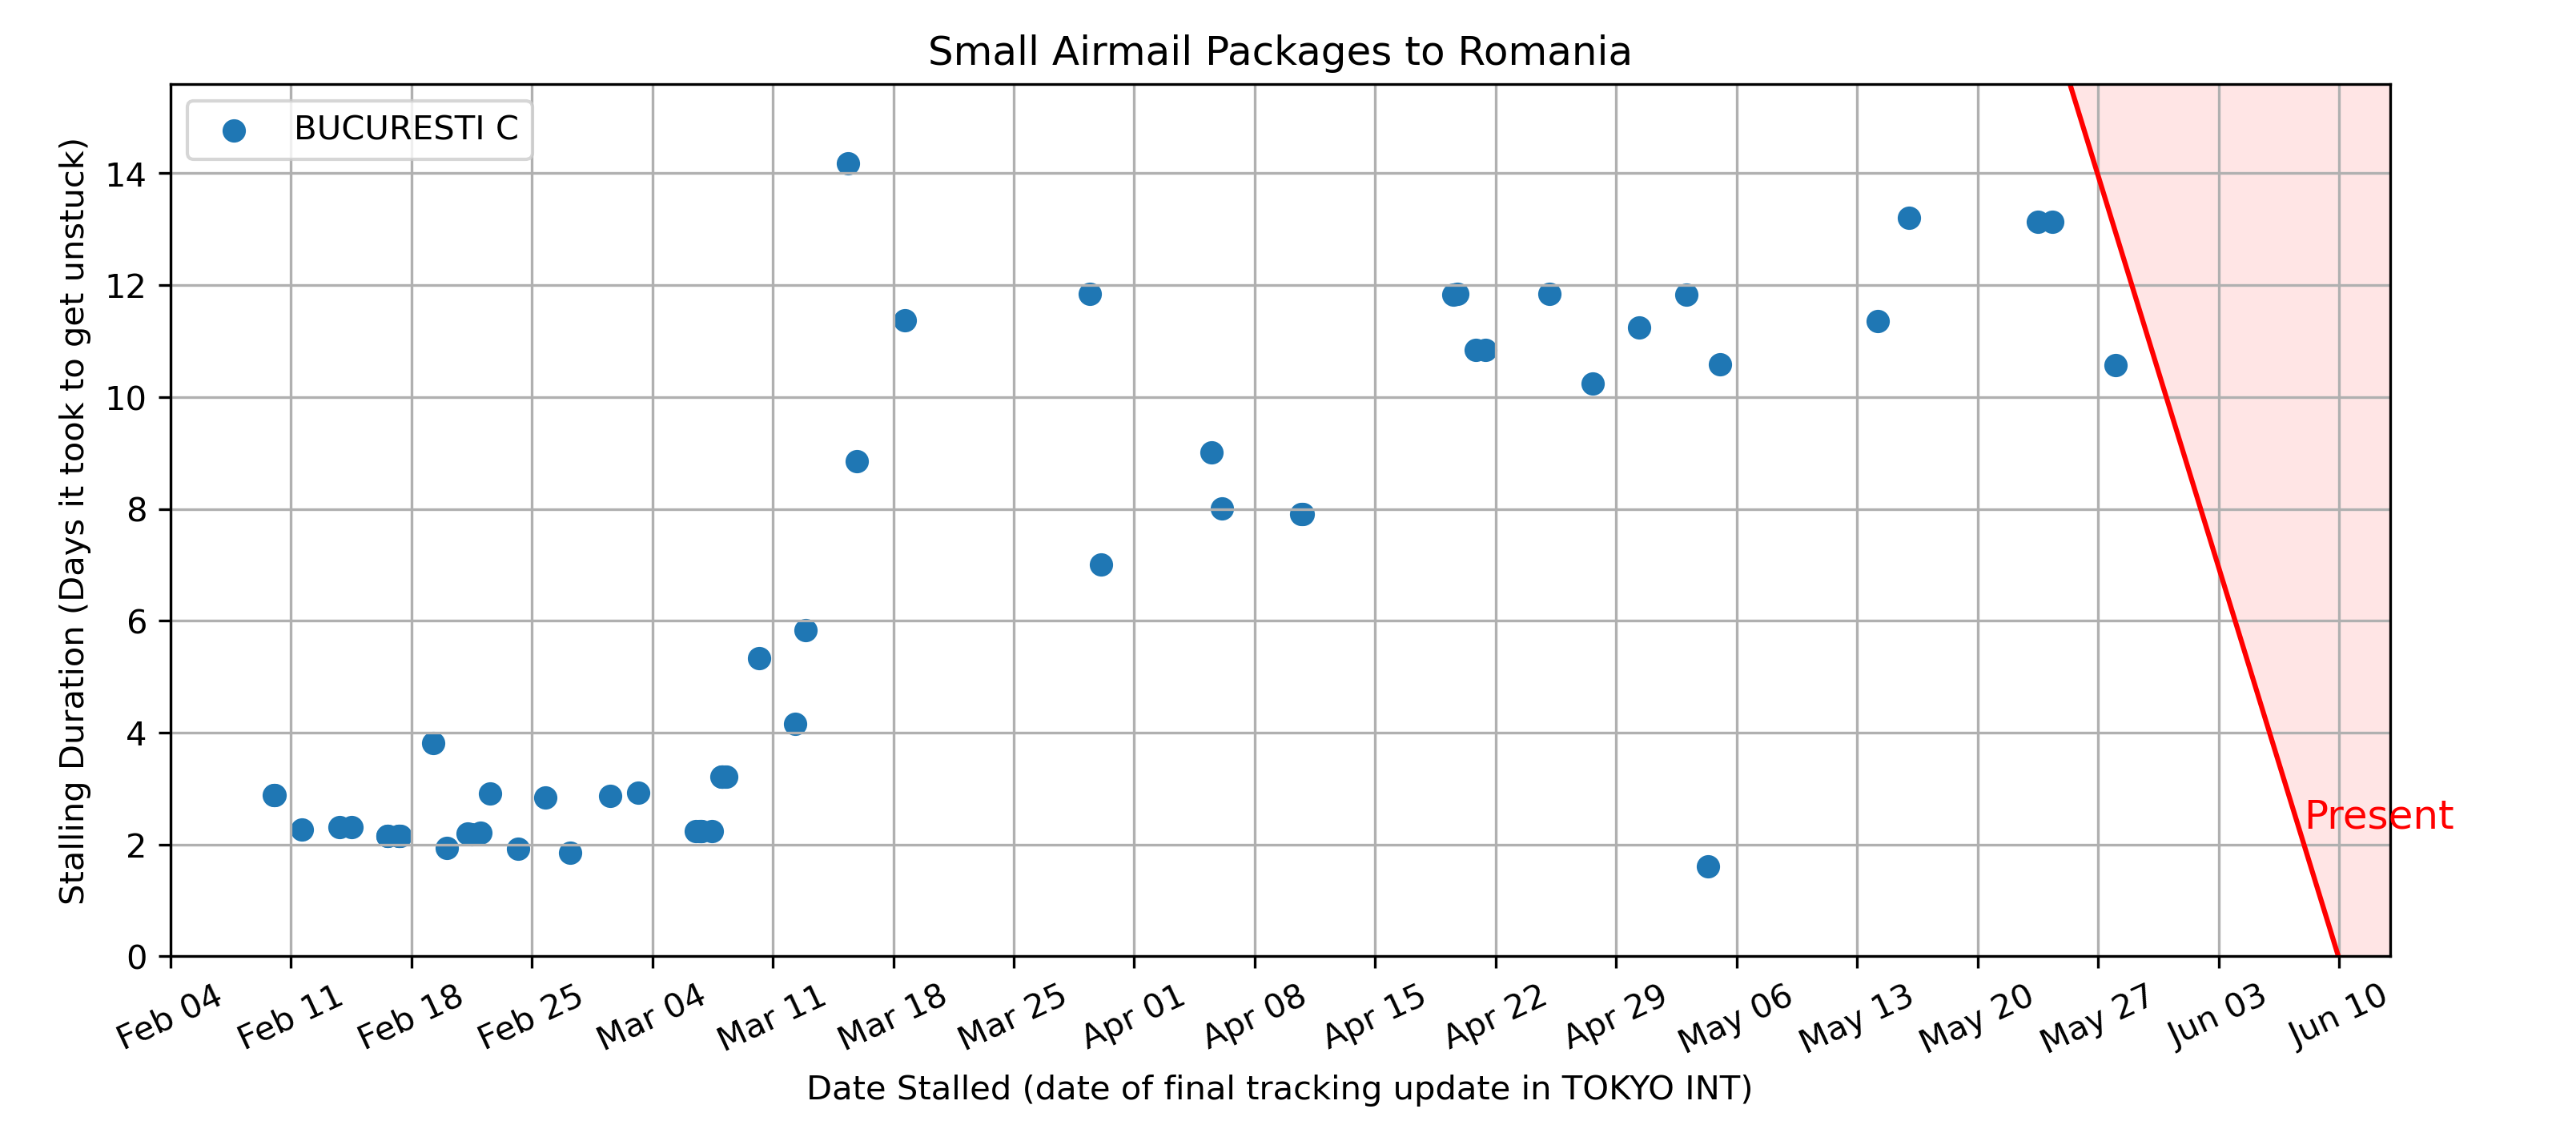 Small Airmail Packages to Romania
BUCURESTI C
Stalling Duration (Days it took to get unstuck)
14
12
10
8
6
4
2
0
Present
Feb 04
Feb 11
Feb 18
Feb 25
Mar 04
Mar 11
Mar 18
Mar 25
Apr 01
Apr 08
Apr 15
Apr 22
Apr 29
May 06
May 13
May 20
May 27
Jun 03
Jun 10
Date Stalled (date of final tracking update in TOKYO INT)